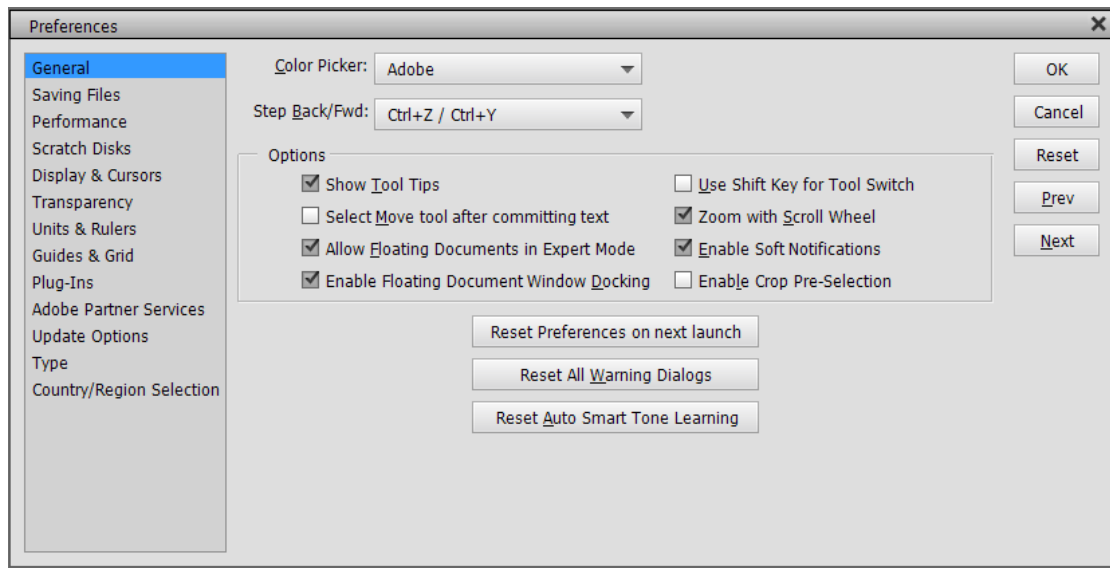 Preferences
General
Saving Files
Performance
Scratch Disks
Display & Cursors
Transparency
Units & Rulers
Guides & Grid
Plug-Ins
Adobe Partner Services
Update Options
Type
Country/Region Selection
Color Picker: Adobe
Step Back/Fwd: Ctrl+Z / Ctrl+Y
Options
Show Tool Tips
Select Move tool after committing text
Allow Floating Documents in Expert Mode
Enable Floating Document Window Docking
Use Shift Key for Tool Switch
Zoom with Scroll Wheel
Enable Soft Notifications
Enable Crop Pre-Selection
Reset Preferences on next launch
Reset All Warning Dialogs
Reset Auto Smart Tone Learning
OK
Cancel
Reset
Prev
Next